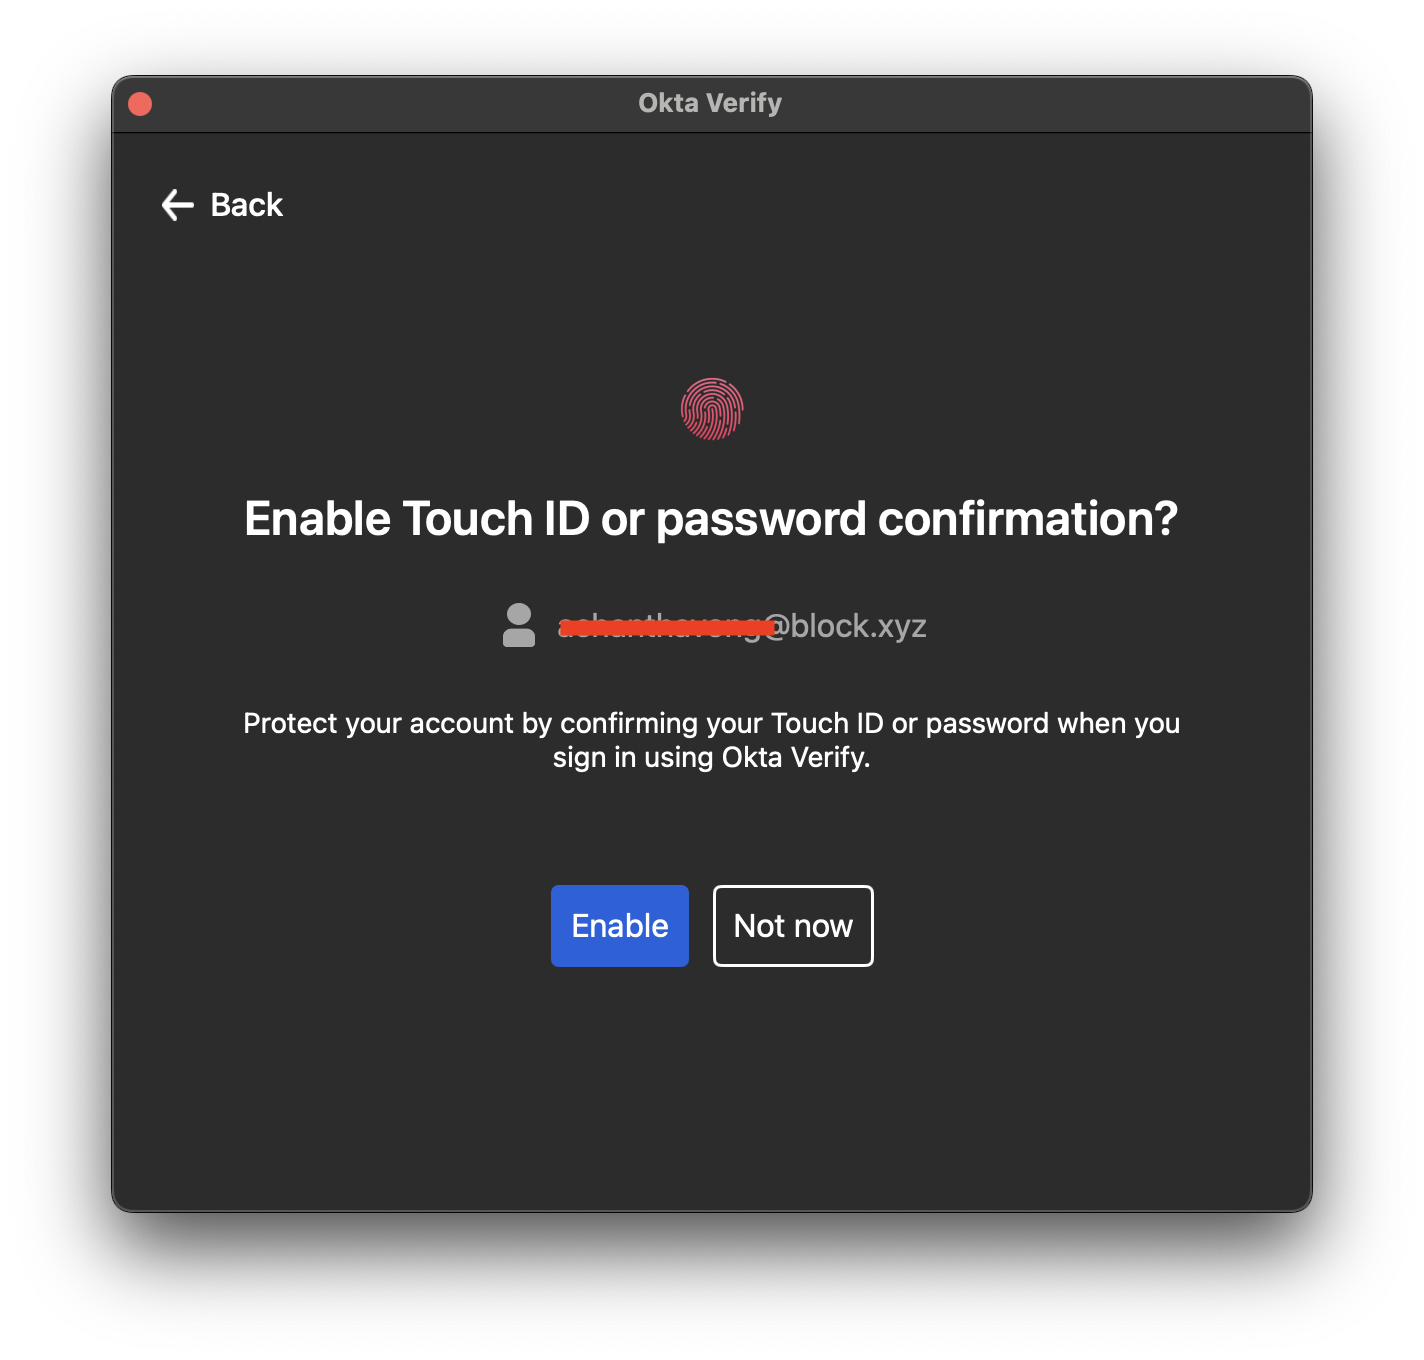 Okta Verify
Back
Enable Touch ID or password confirmation?
@block.xyz
Protect your account by confirming your Touch ID or password when you
sign in using Okta Verify.
Enable
Not now